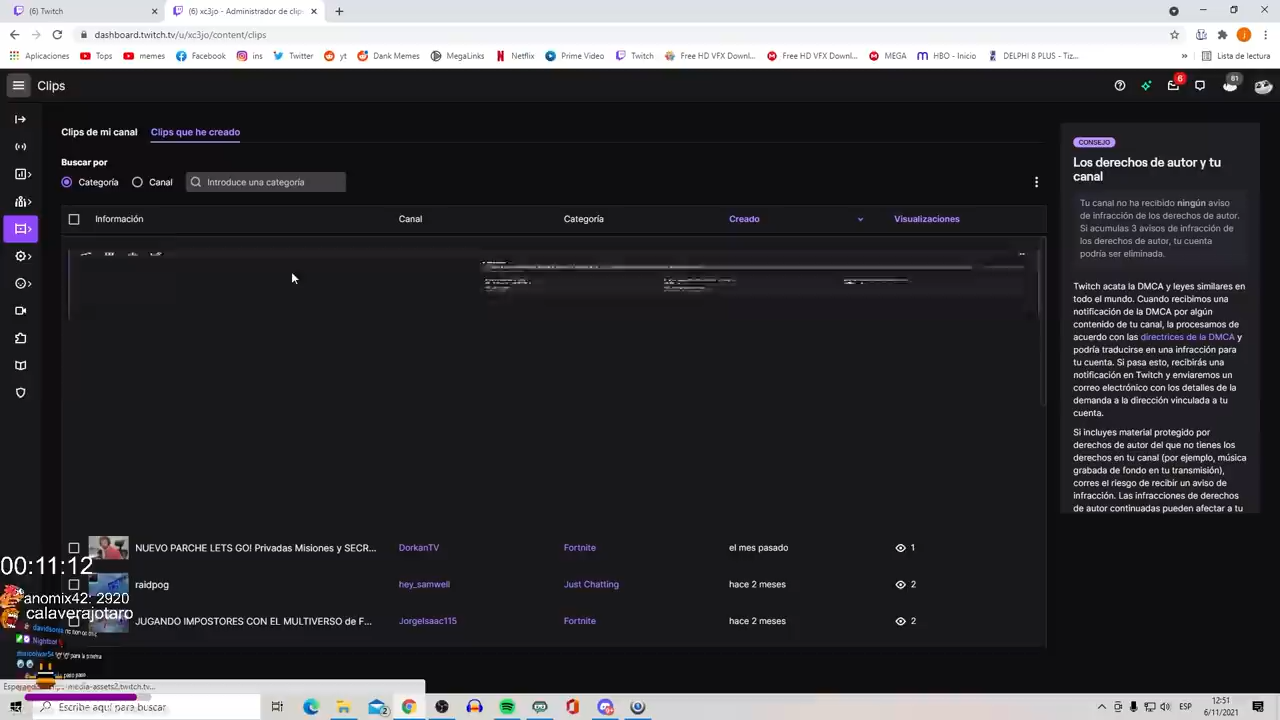 (6) Twitch
(6) xc3jo - Administrador de clip
dashboard.twitch.tv/u/xc3jo/content/clips
Aplicaciones
Tops
memes
Facebook
ins
Twitter
yt
Dank Memes
MegaLinks
Netflix
Prime Video
Twitch
Free HD VFX Downl...
Free HD VFX Downl...
MEGA
HBO - Inicio
DELPHI 8 PLUS - Tiz...
Lista de lectura
Clips
6
61
Clips de mi canal
Clips que he creado
Buscar por
Categoría
Canal
Introduce una categoría
Información
Canal
Categoría
Creado
Visualizaciones
NUEVO PARCHE LETS GO! Privadas Misiones y SECR...
DorkanTV
Fortnite
el mes pasado
1
raidpog
hey_samwell
Just Chatting
hace 2 meses
2
JUGANDO IMPOSTORES CON EL MULTIVERSO de F...
JorgeIsaac115
Fortnite
hace 2 meses
2
CONSEJO
Los derechos de autor y tu
canal
Tu canal no ha recibido ningún aviso
de infracción de los derechos de autor.
Si acumulas 3 avisos de infracción de
los derechos de autor, tu cuenta
podría ser eliminada.
Twitch acata la DMCA y leyes similares en
todo el mundo. Cuando recibimos una
notificación de la DMCA por algún
contenido de tu canal, la procesamos de
acuerdo con las directrices de la DMCA y
podría traducirse en una infracción para
tu cuenta. Si pasa esto, recibirás una
notificación en Twitch y enviaremos un
correo electrónico con los detalles de la
demanda a la dirección vinculada a tu
cuenta.
Si incluyes material protegido por
derechos de autor del que no tienes los
derechos en tu canal (por ejemplo, música
grabada de fondo en tu transmisión),
corres el riesgo de recibir un aviso de
infracción. Las infracciones de derechos
de autor continuadas pueden afectar a tu
00:11:12
anomix42: 2920
calaverajotaro
Nightbot
media-assets2.twitch.tv...
Escribe aquí para buscar
2
ESP
12:51
6/11/2021